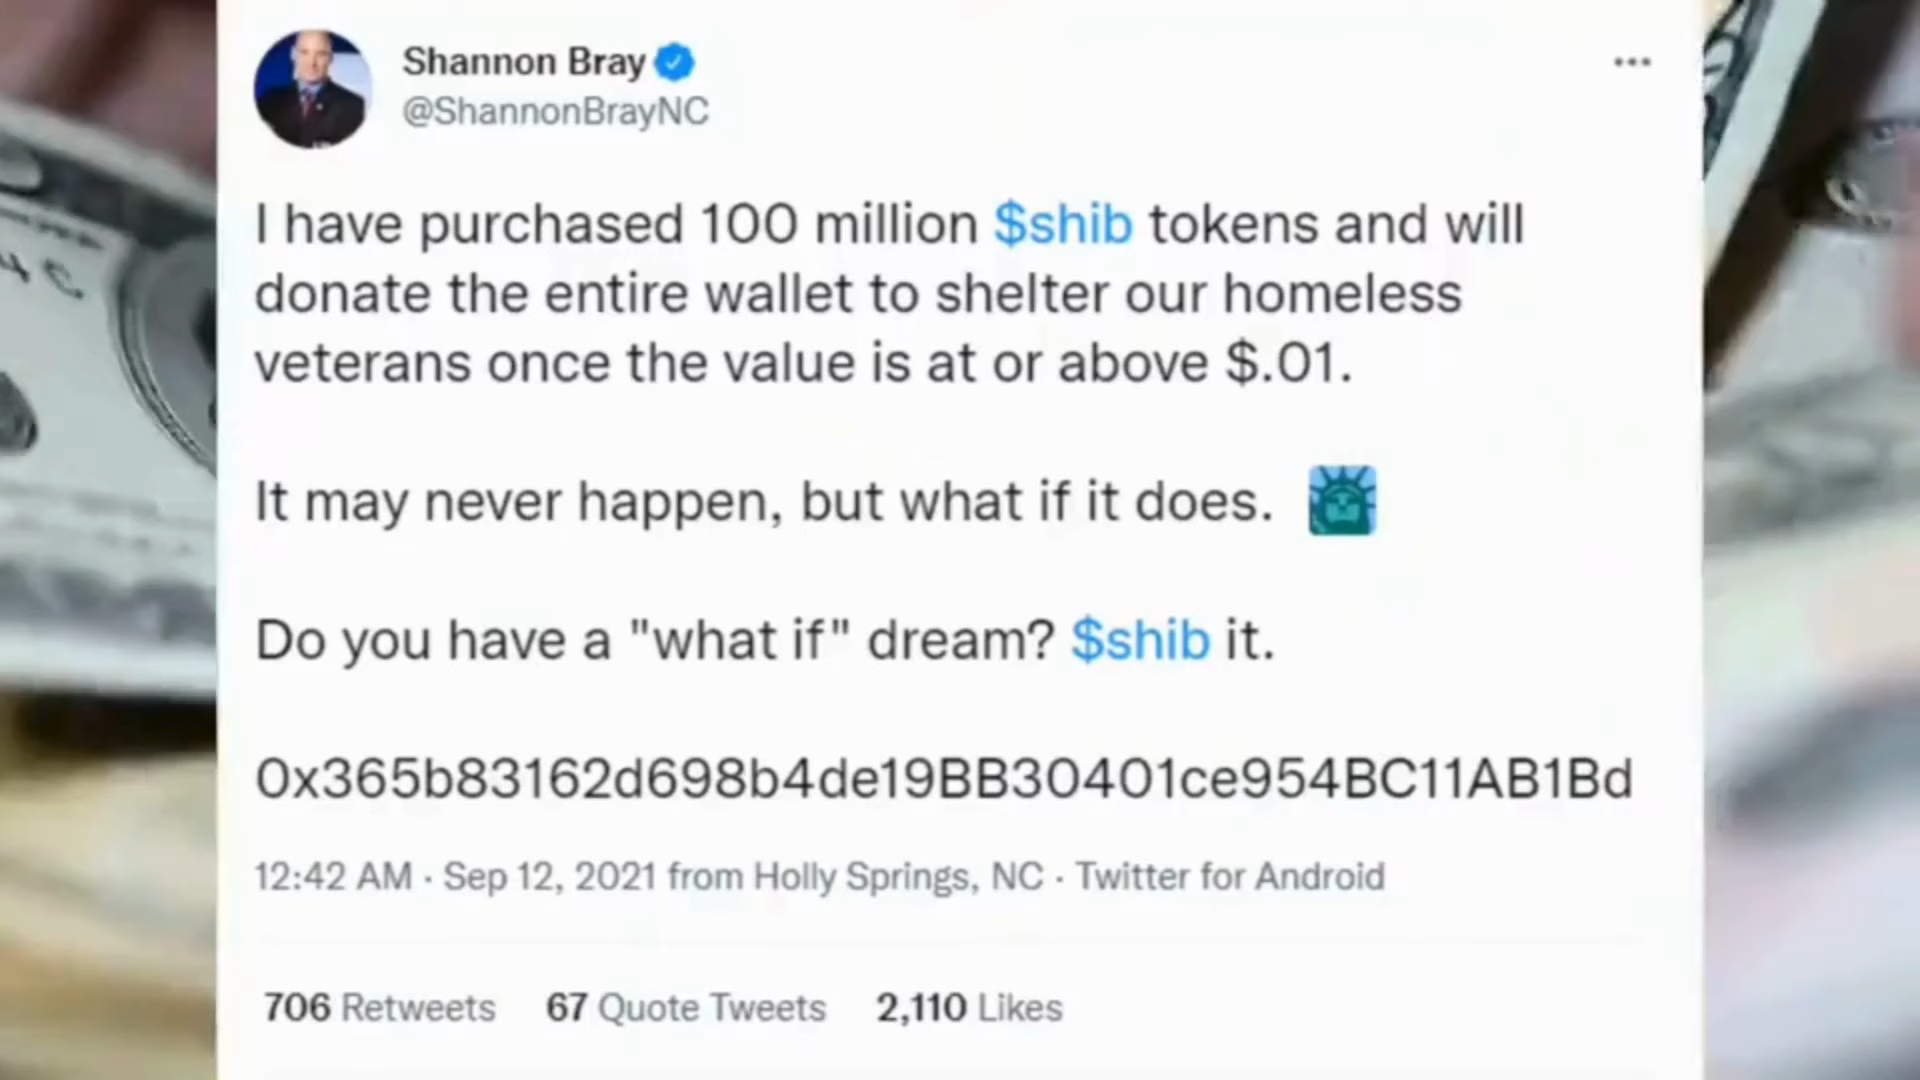 Shannon Bray
@ShannonBrayNC
I have purchased 100 million $shib tokens and will
donate the entire wallet to shelter our homeless
veterans once the value is at or above $.01.
It may never happen, but what if it does.
Do you have a "what if" dream? $shib it.
0x365b83162d698b4de19BB30401ce954BC11AB1Bd
12:42 AM · Sep 12, 2021 from Holly Springs, NC · Twitter for Android
706 Retweets 67 Quote Tweets 2,110 Likes